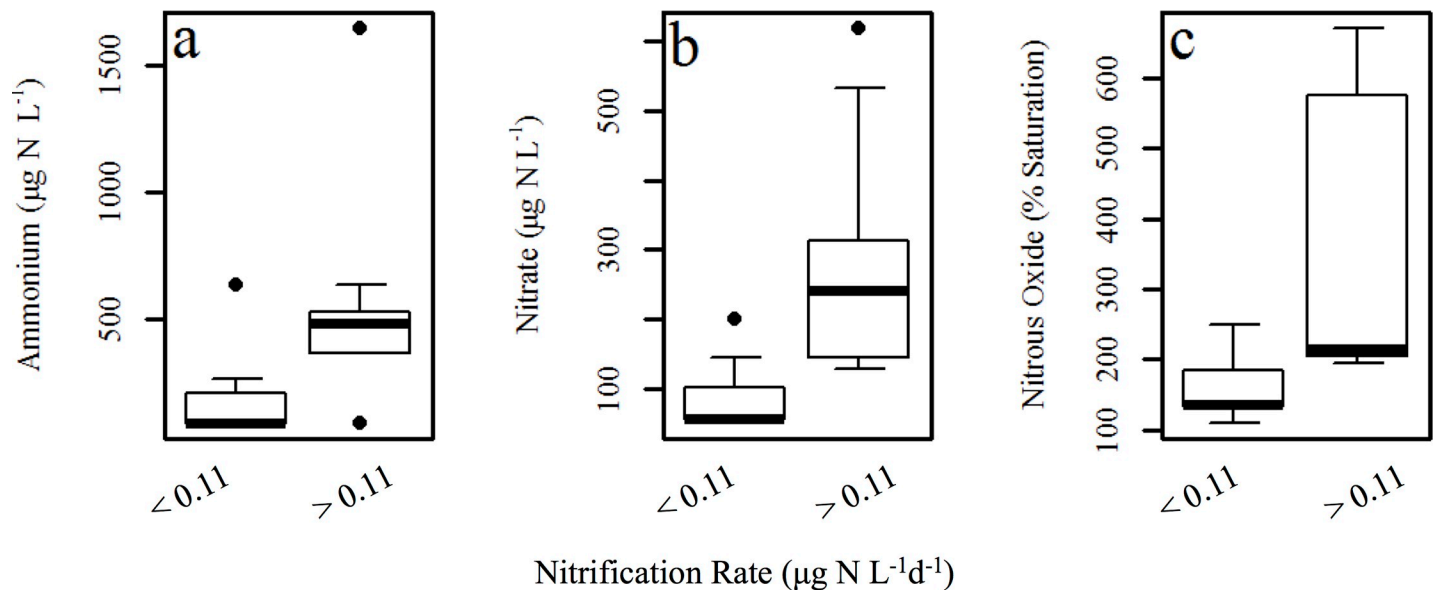 a
Ammonium (µg N L⁻¹)
1500
1000
500
< 0.11
> 0.11
b
Nitrate (µg N L⁻¹)
500
300
100
< 0.11
> 0.11
c
Nitrous Oxide (% Saturation)
600
500
400
300
200
100
< 0.11
> 0.11
Nitrification Rate (µg N L⁻¹d⁻¹)